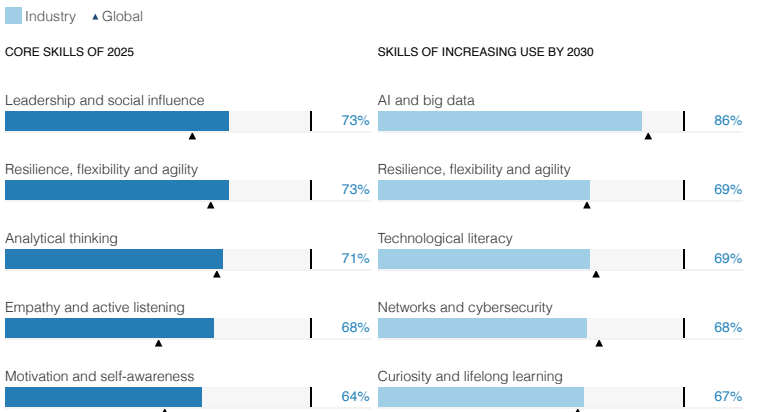 Industry Global
CORE SKILLS OF 2025
Leadership and social influence
73%
Resilience, flexibility and agility
73%
Analytical thinking
71%
Empathy and active listening
68%
Motivation and self-awareness
64%
SKILLS OF INCREASING USE BY 2030
AI and big data
86%
Resilience, flexibility and agility
69%
Technological literacy
69%
Networks and cybersecurity
68%
Curiosity and lifelong learning
67%